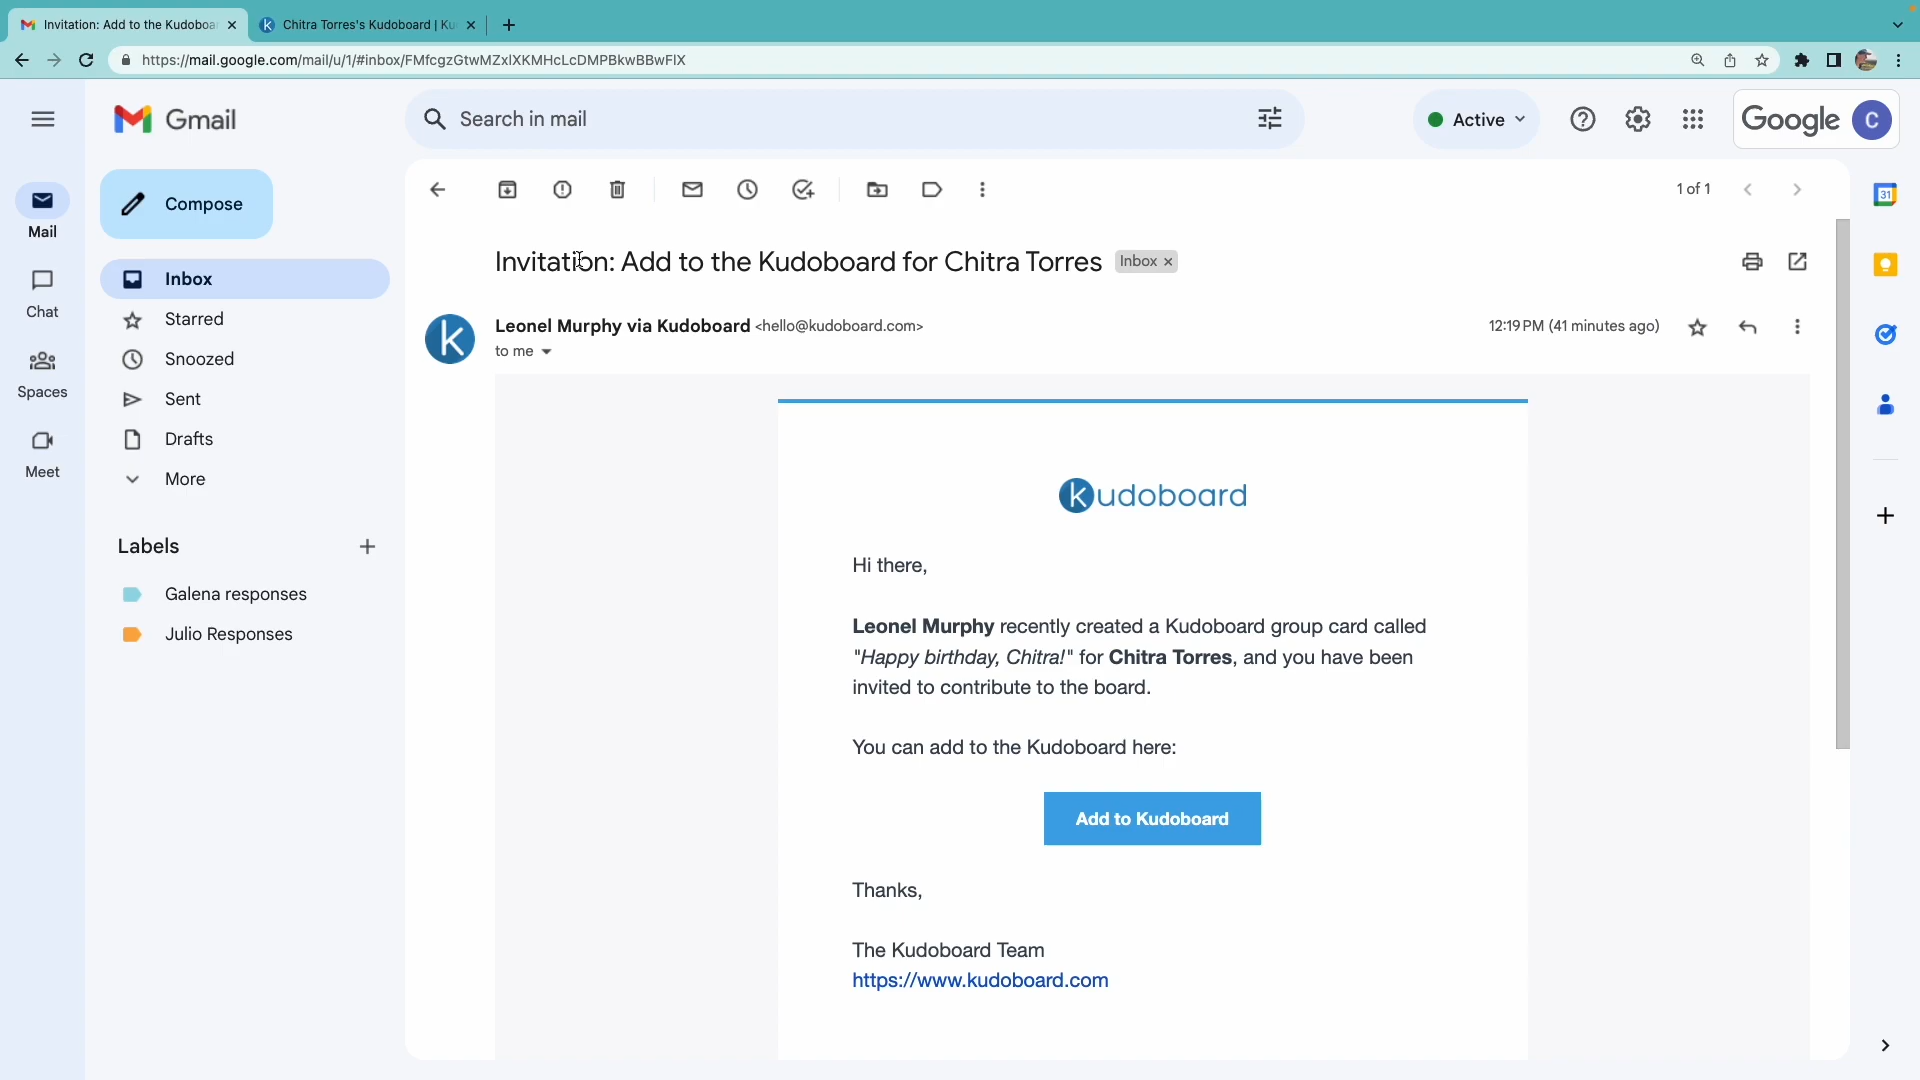 Invitation: Add to the Kudoboa
Chitra Torres's Kudoboard | Ku
https://mail.google.com/mail/u/1/#inbox/FMfcgzGtwMZxlXKMHcLcDMPBkwBBwFlX
Gmail
Search in mail
Active
Google
C
Compose
1 of 1
31
Mail
Invitation: Add to the Kudoboard for Chitra Torres
Inbox
Inbox
Chat
Starred
Leonel Murphy via Kudoboard <hello@kudoboard.com>
12:19 PM (41 minutes ago)
to me
Snoozed
Spaces
Sent
Drafts
Meet
More
Labels
Galena responses
Julio Responses
k
kudoboard
Hi there,
Leonel Murphy recently created a Kudoboard group card called
"Happy birthday, Chitra!" for Chitra Torres, and you have been
invited to contribute to the board.
You can add to the Kudoboard here:
Add to Kudoboard
Thanks,
The Kudoboard Team
https://www.kudoboard.com